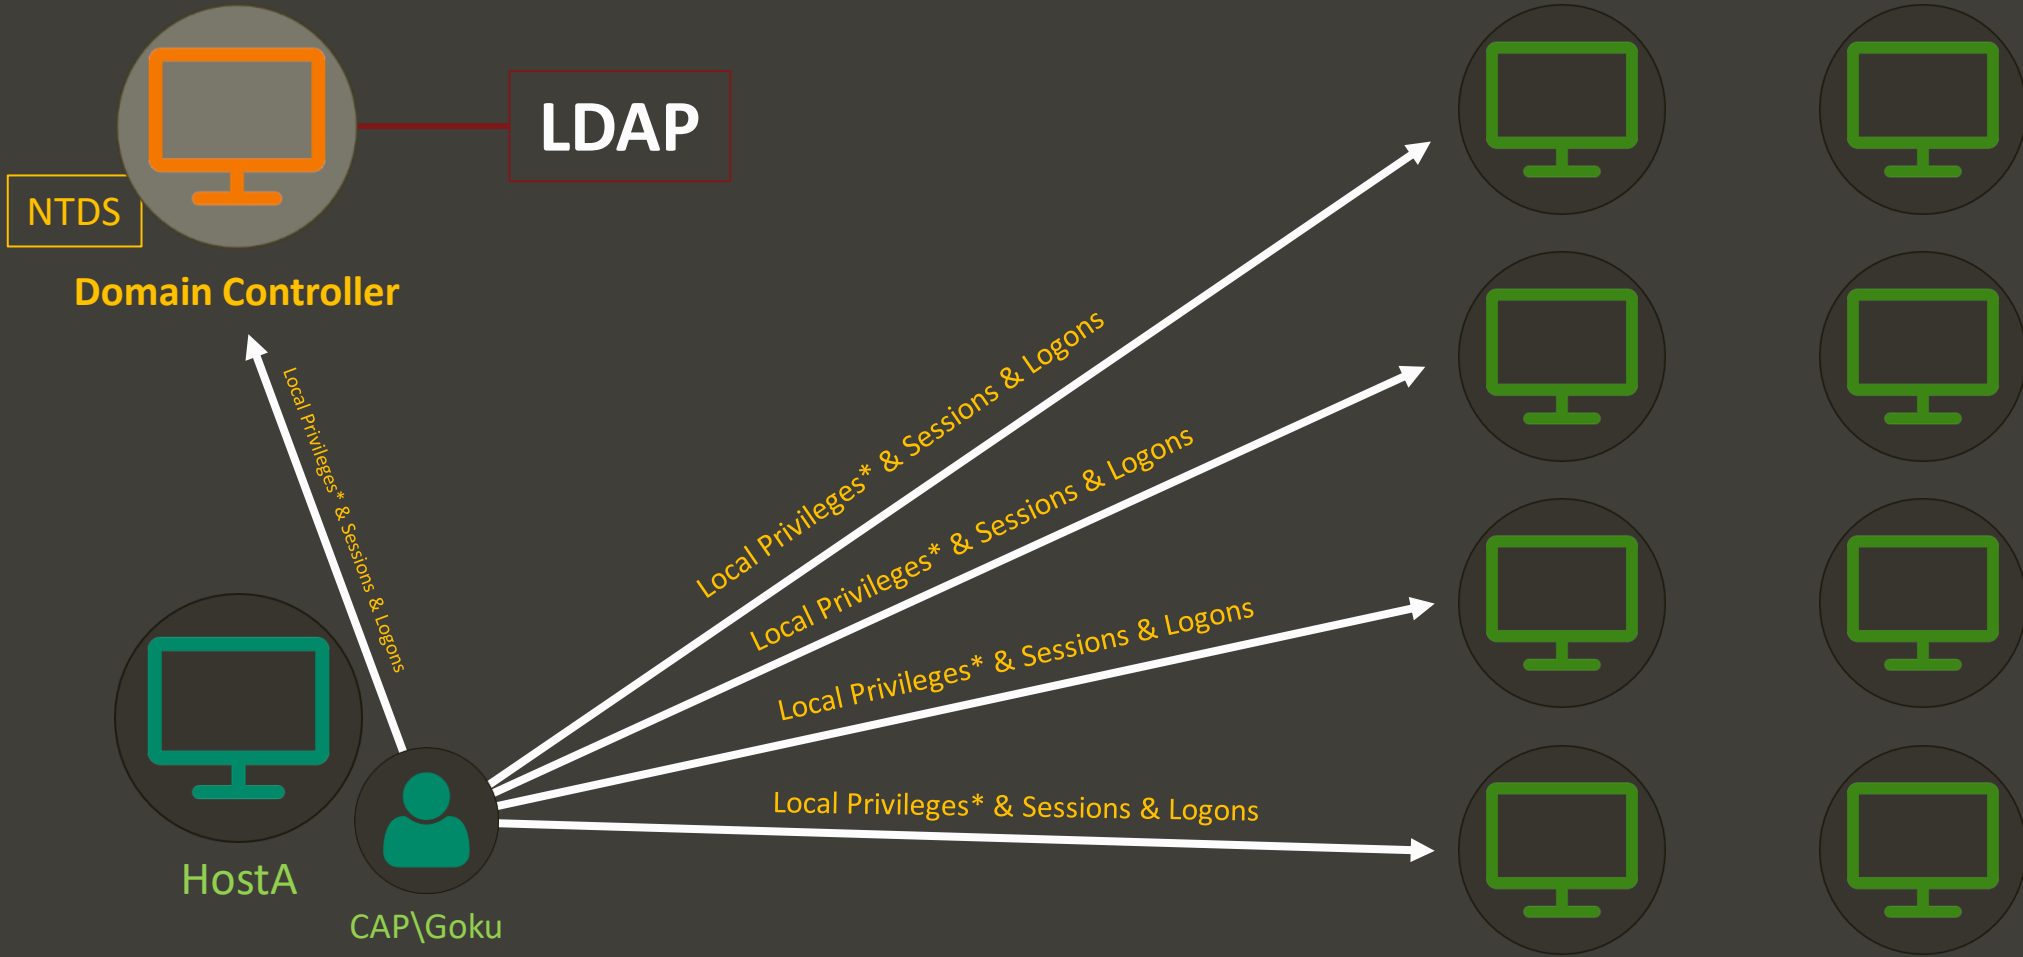 LDAP
NTDS
Domain Controller
Local Privileges* & Sessions & Logons
Local Privileges* & Sessions & Logons
Local Privileges* & Sessions & Logons
Local Privileges* & Sessions & Logons
Local Privileges* & Sessions & Logons
HostA
CAP\Goku